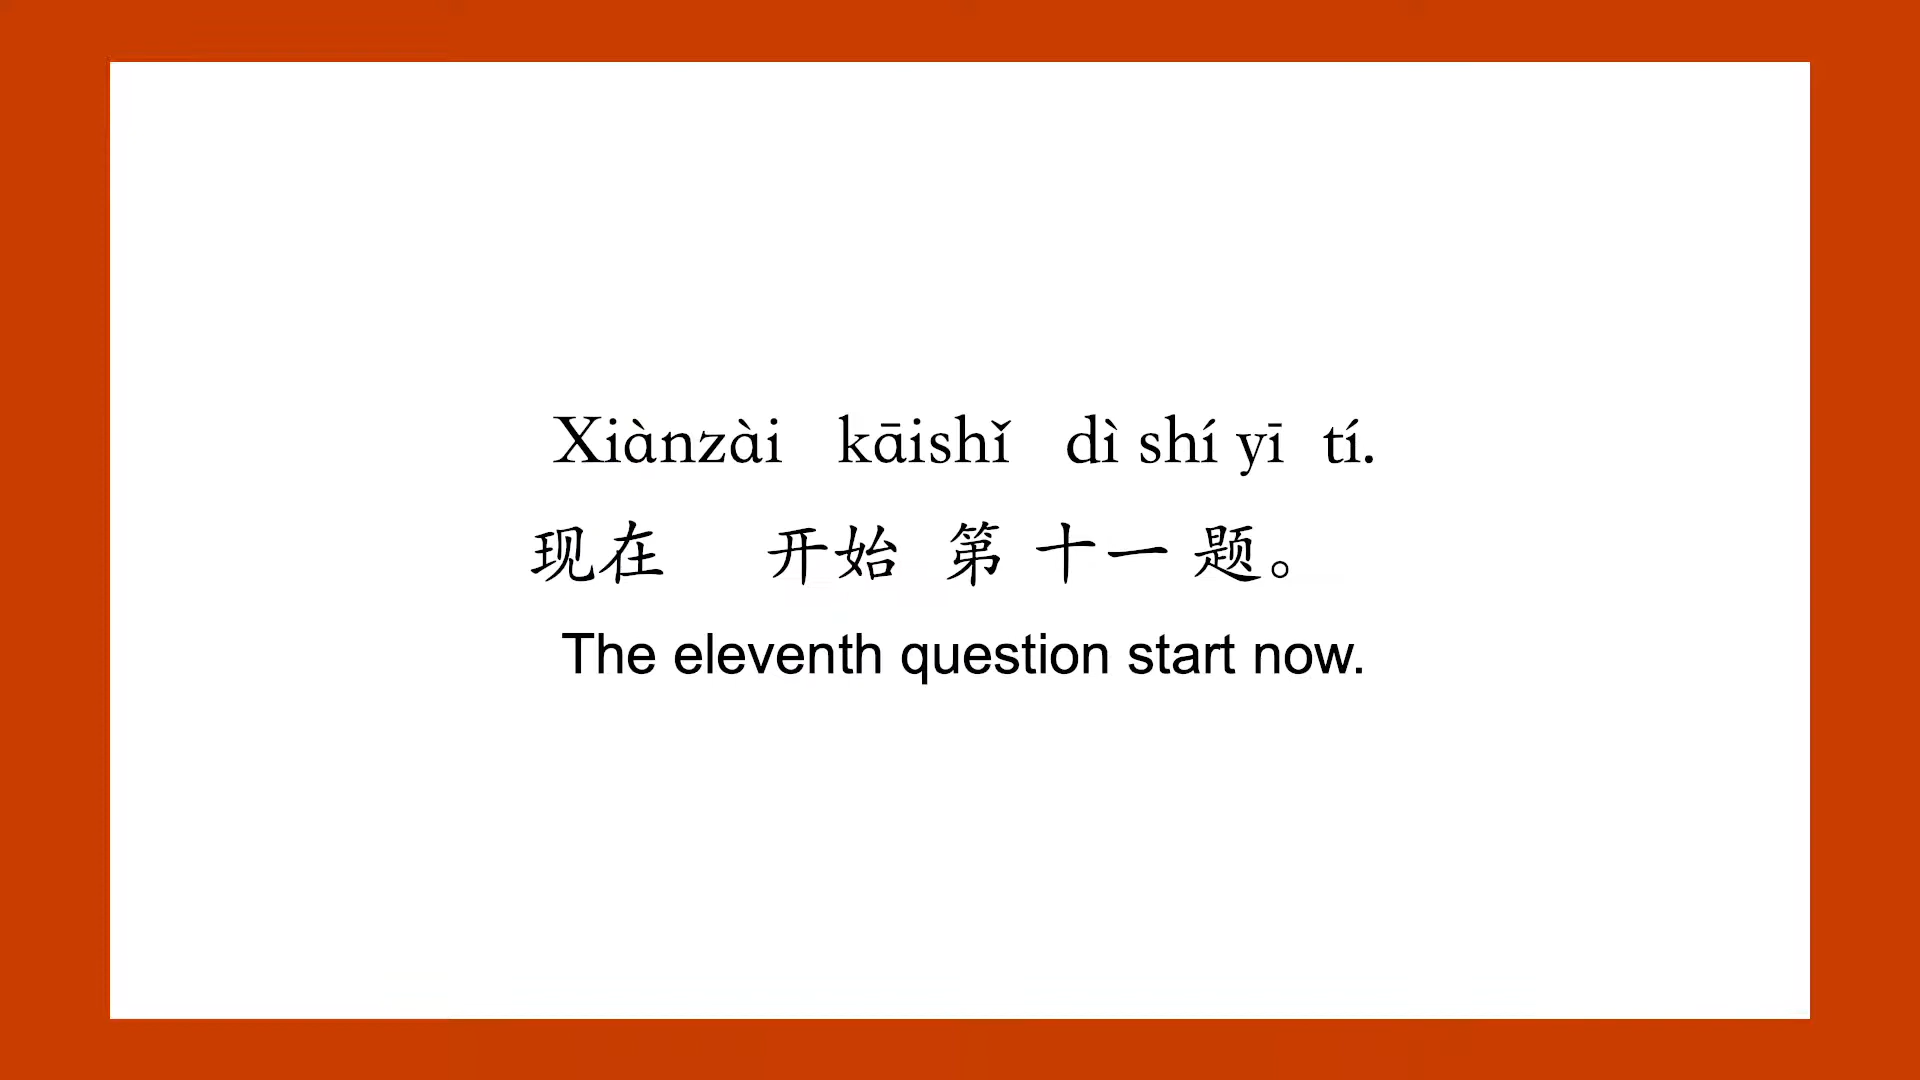 Xiànzài kāishǐ dì shí yī tí.
现在 开始 第 十一 题。
The eleventh question start now.